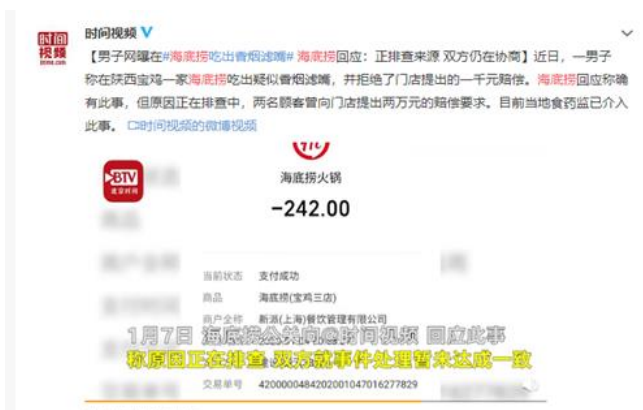 时间视频
时间视频
【男子网曝在#海底捞吃出香烟滤嘴# 海底捞回应：正排查来源 双方仍在协商】近日，一男子
称在陕西宝鸡一家海底捞吃出疑似香烟滤嘴，并拒绝了门店提出的一千元赔偿。海底捞回应称确
有此事，但原因正在排查中，两名顾客曾向门店提出两万元的赔偿要求。目前当地食药监已介入
此事。 时间视频的微博视频
BTV
北京时间
海底捞火锅
-242.00
当前状态 支付成功
商品 海底捞(宝鸡三店)
商户全称 新派(上海)餐饮管理有限公司
1月7日 海底捞公共向@时间视频 回应此事
称原因正在排查 双方就事件处理暂未达成一致
交易单号 4200000484202001047016277829